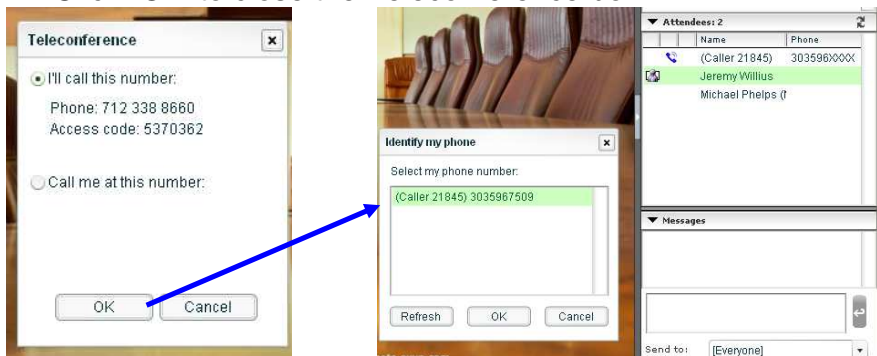 Teleconference
I'll call this number:
Phone: 712 338 8660
Access code: 5370362
Call me at this number:
OK Cancel
Identify my phone
Select my phone number:
(Caller 21845) 3035967509
Refresh OK Cancel
Attendees: 2
Name Phone
(Caller 21845) 303596XXXX
Jeremy Willius
Michael Phelps (
Messages
Send to: [Everyone]